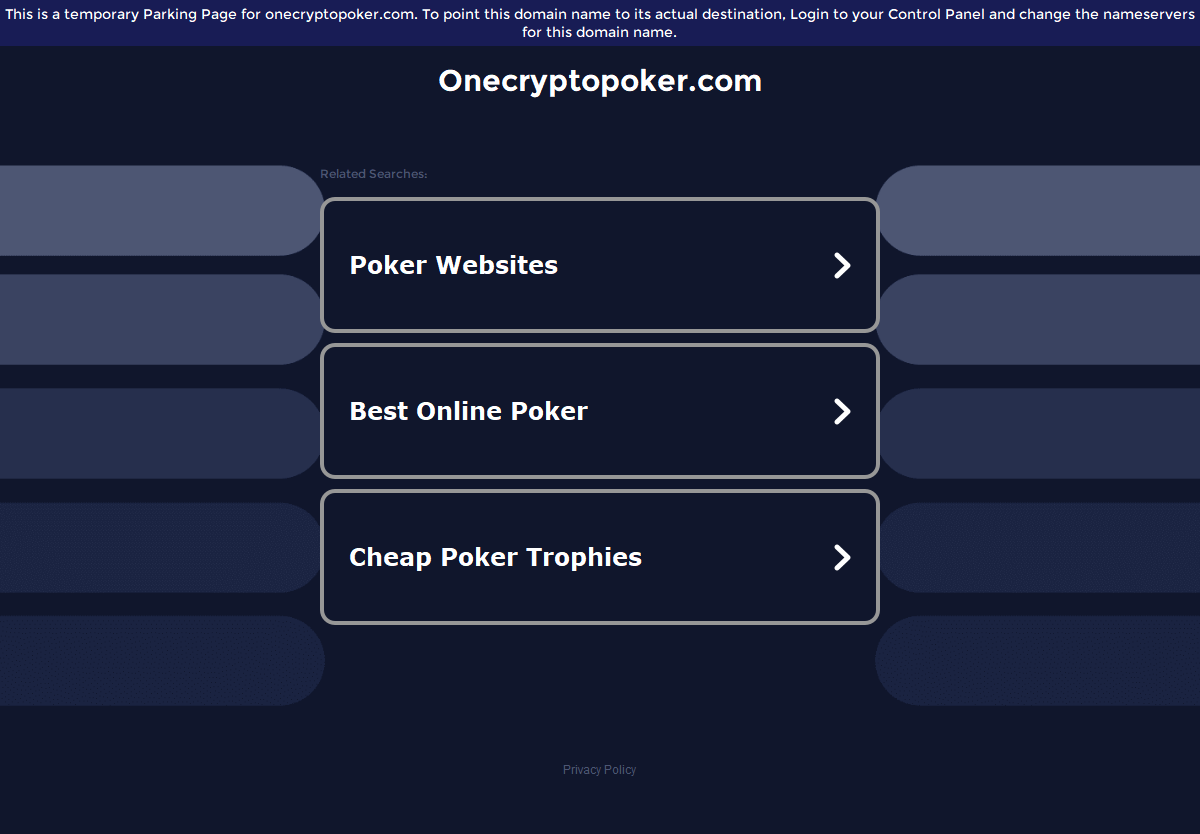 This is a temporary Parking Page for onecryptopoker.com. To point this domain name to its actual destination, Login to your Control Panel and change the nameservers
for this domain name.
Onecryptopoker.com
Related Searches:
Poker Websites
Best Online Poker
Cheap Poker Trophies
Privacy Policy